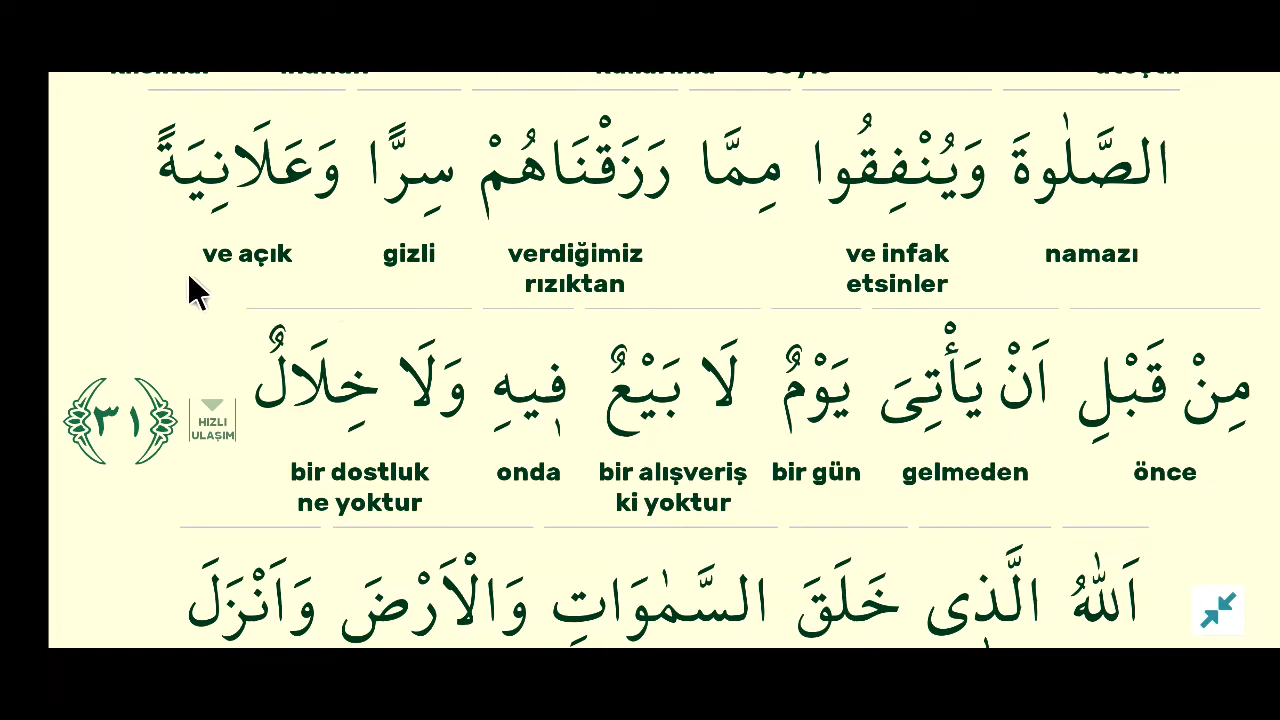 الصَّلٰوةَ وَيُنْفِقُوا مِمَّا رَزَقْنَاهُمْ سِرًّا وَعَلَانِيَةً
namazı ve infak etsinler verdiğimiz rızıktan gizli ve açık
مِنْ قَبْلِ اَنْ يَأْتِىَ يَوْمٌ لَا بَيْعٌ فٖيهِ وَلَا خِلَالٌ ﴿٣١﴾
HIZLI ULAŞIM
önce gelmeden bir gün bir alışveriş ki yoktur onda bir dostluk ne yoktur
اَللّٰهُ الَّذٖى خَلَقَ السَّمٰوَاتِ وَالْاَرْضَ وَاَنْزَلَ